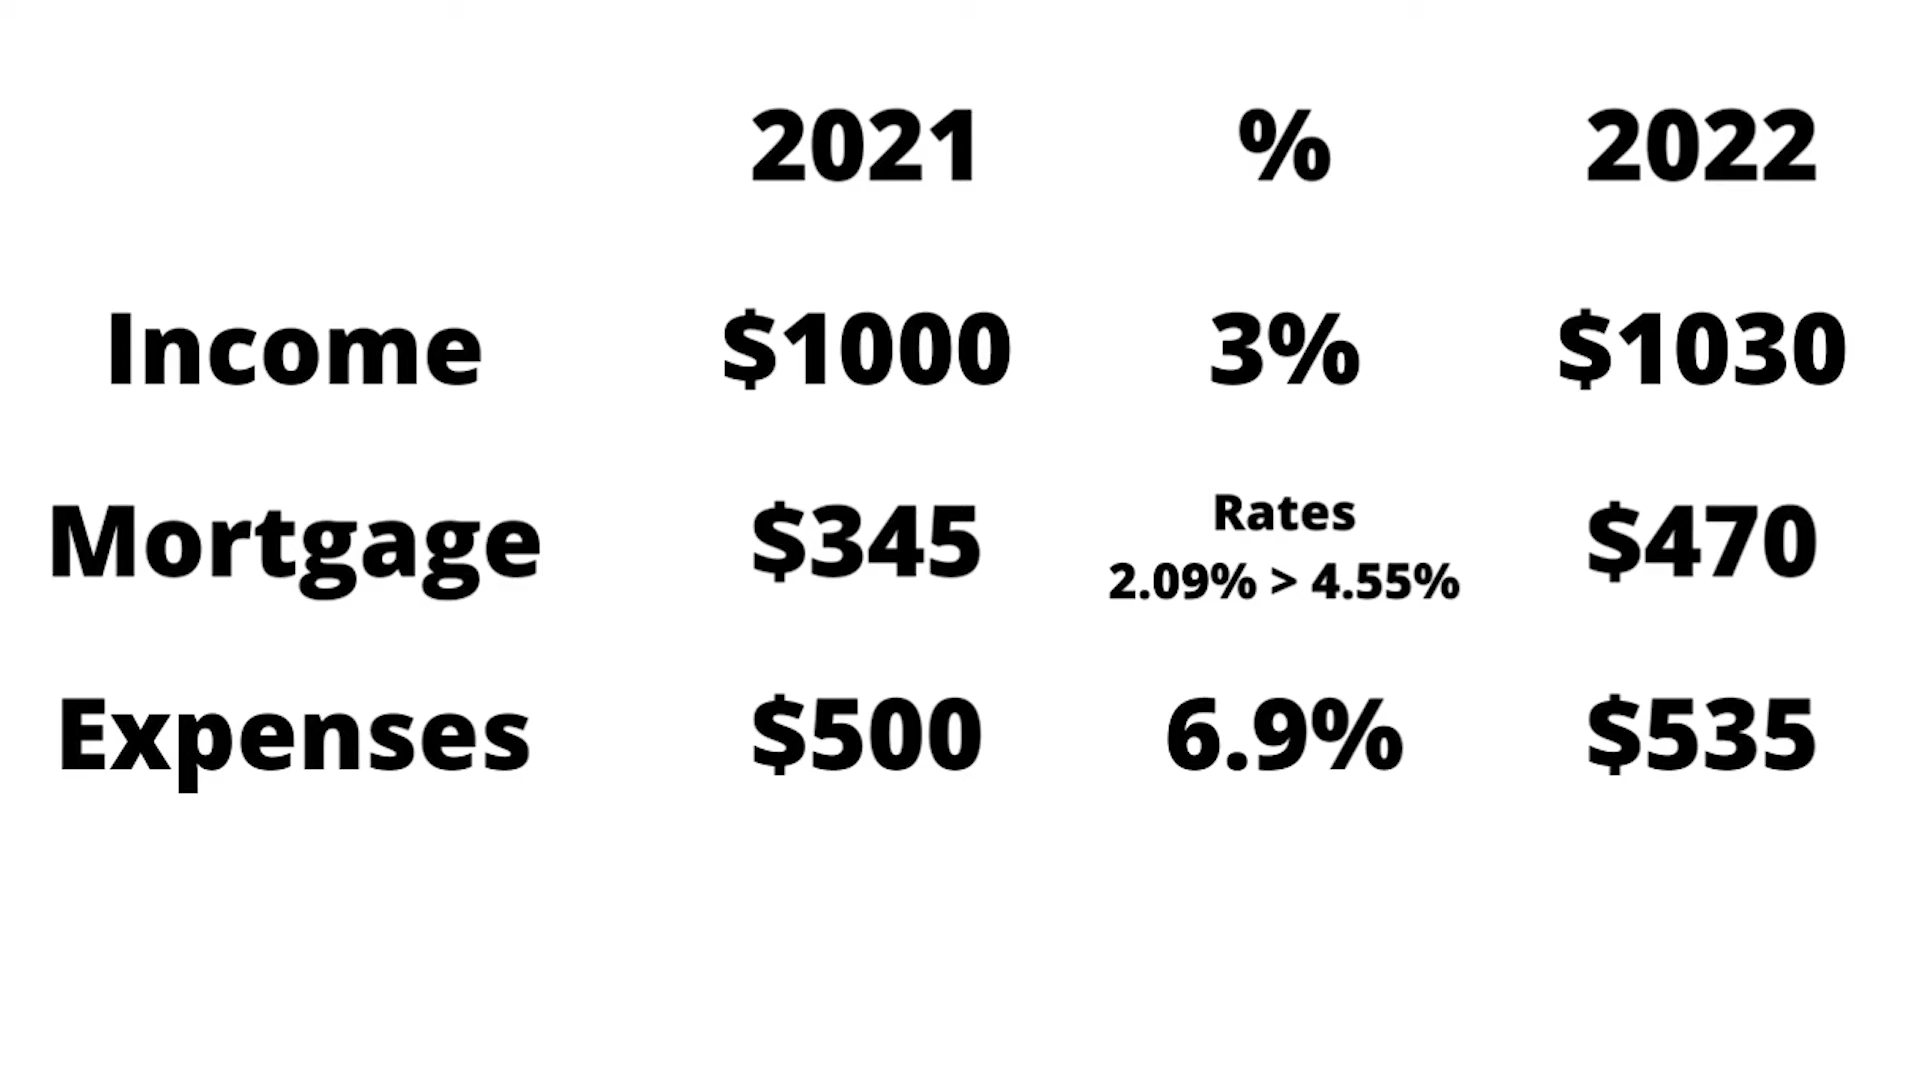 2021 % 2022
Income $1000 3% $1030
Mortgage $345 Rates 2.09% > 4.55% $470
Expenses $500 6.9% $535